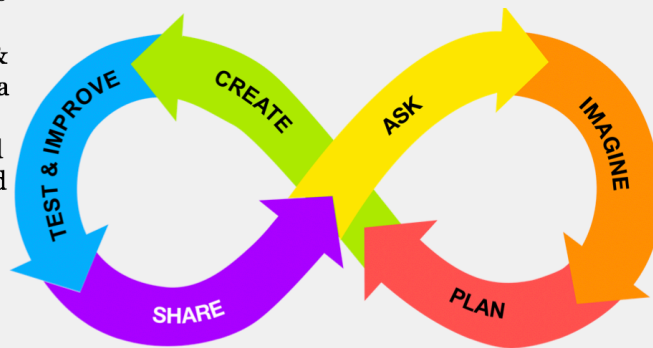 &
a
d
CREATE
ASK
IMAGINE
TEST & IMPROVE
SHARE
PLAN